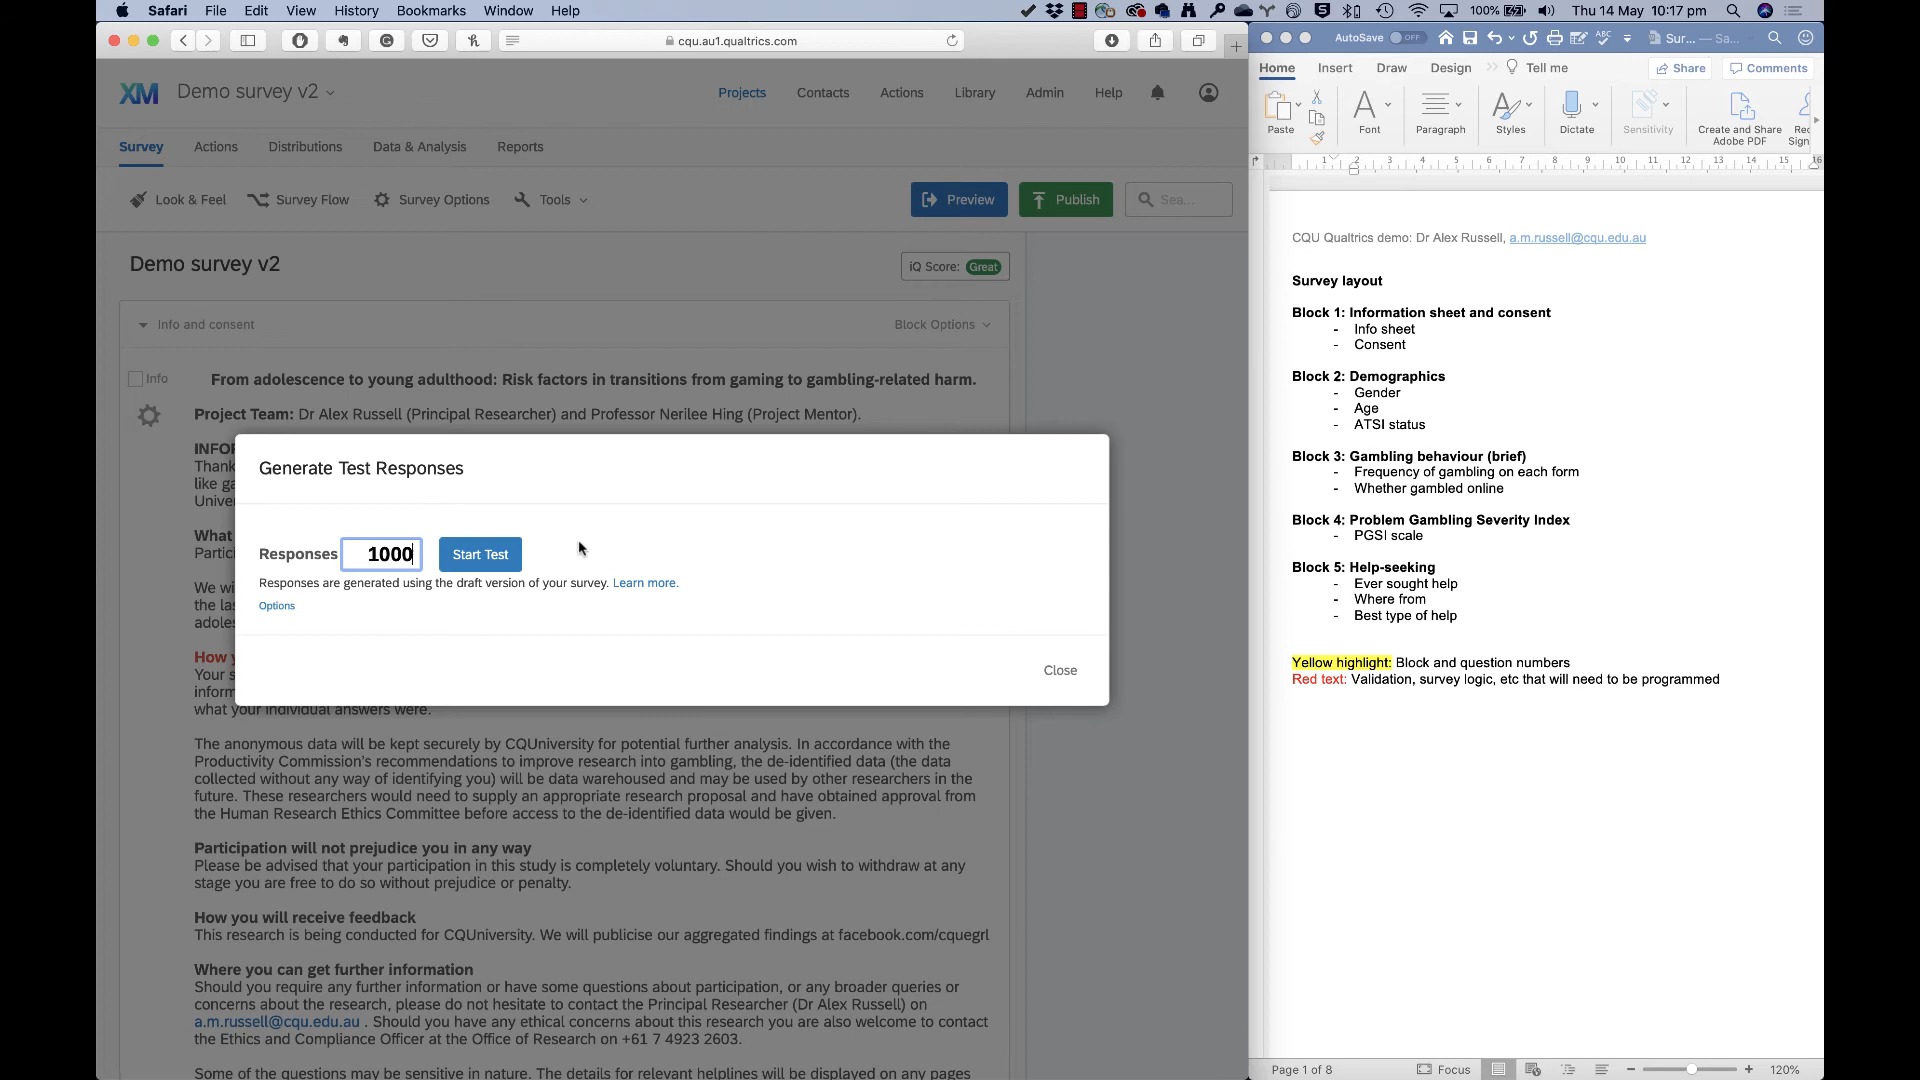 Safari File Edit View History Bookmarks Window Help 100% Thu 14 May 10:17 pm
cqu.au1.qualtrics.com
XM Demo survey v2 Projects Contacts Actions Library Admin Help
Survey Actions Distributions Data & Analysis Reports
Look & Feel Survey Flow Survey Options Tools Preview Publish Sea...
Demo survey v2 iQ Score: Great
Info and consent Block Options
Info From adolescence to young adulthood: Risk factors in transitions from gaming to gambling-related harm.
Project Team: Dr Alex Russell (Principal Researcher) and Professor Nerilee Hing (Project Mentor).
Generate Test Responses
Responses 1000 Start Test
Responses are generated using the draft version of your survey. Learn more.
Options
Close
what your individual answers were.
The anonymous data will be kept securely by CQUniversity for potential further analysis. In accordance with the
Productivity Commission's recommendations to improve research into gambling, the de-identified data (the data
collected without any way of identifying you) will be data warehoused and may be used by other researchers in the
future. These researchers would need to supply an appropriate research proposal and have obtained approval from
the Human Research Ethics Committee before access to the de-identified data would be given.
Participation will not prejudice you in any way
Please be advised that your participation in this study is completely voluntary. Should you wish to withdraw at any
stage you are free to do so without prejudice or penalty.
How you will receive feedback
This research is being conducted for CQUniversity. We will publicise our aggregated findings at facebook.com/cquegrl
Where you can get further information
Should you require any further information or have some questions about participation, or any broader queries or
concerns about the research, please do not hesitate to contact the Principal Researcher (Dr Alex Russell) on
a.m.russell@cqu.edu.au . Should you have any ethical concerns about this research you are also welcome to contact
the Ethics and Compliance Officer at the Office of Research on +61 7 4923 2603.
Some of the questions may be sensitive in nature. The details for relevant helplines will be displayed on any pages
AutoSave OFF Sur... — Sa...
Home Insert Draw Design Tell me Share Comments
Paste Font Paragraph Styles Dictate Sensitivity Create and Share
Adobe PDF
1 2 3 4 5 6 7 8 9 10 11 12 13 14 15 16
CQU Qualtrics demo: Dr Alex Russell, a.m.russell@cqu.edu.au
Survey layout
Block 1: Information sheet and consent
- Info sheet
- Consent
Block 2: Demographics
- Gender
- Age
- ATSI status
Block 3: Gambling behaviour (brief)
- Frequency of gambling on each form
- Whether gambled online
Block 4: Problem Gambling Severity Index
- PGSI scale
Block 5: Help-seeking
- Ever sought help
- Where from
- Best type of help
Yellow highlight: Block and question numbers
Red text: Validation, survey logic, etc that will need to be programmed
Page 1 of 8 Focus 120%